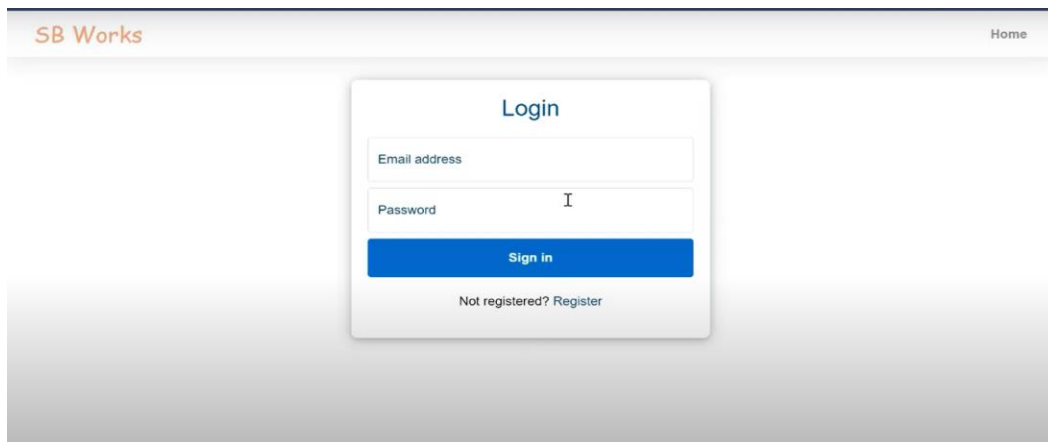 SB Works
Home
Login
Email address
Password
Sign in
Not registered? Register